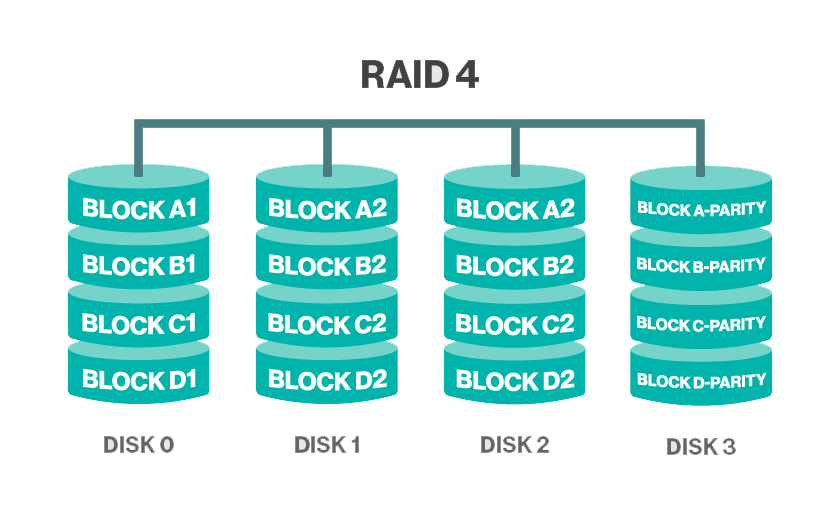 RAID 4
BLOCK A1
BLOCK A2
BLOCK A2
BLOCK A-PARITY
BLOCK B1
BLOCK B2
BLOCK B2
BLOCK B-PARITY
BLOCK C1
BLOCK C2
BLOCK C2
BLOCK C-PARITY
BLOCK D1
BLOCK D2
BLOCK D2
BLOCK D-PARITY
DISK 0
DISK 1
DISK 2
DISK 3